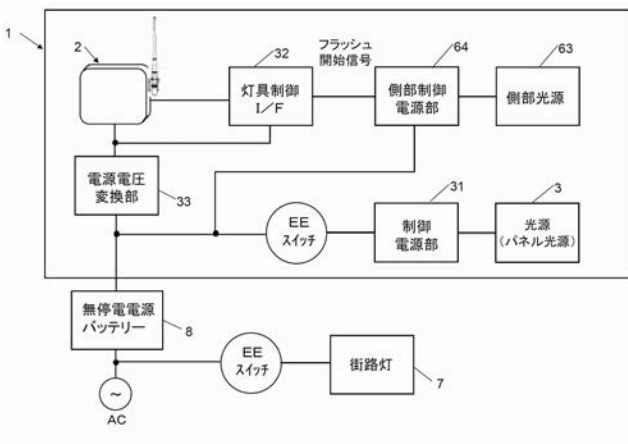 1
2
32
フラッシュ
開始信号
64
63
灯具制御
I/F
側部制御
電源部
側部光源
電源電圧
変換部
33
EE
スイッチ
31
制御
電源部
3
光源
(パネル光源)
無停電電源
バッテリー
8
EE
スイッチ
街路灯
7
~
AC